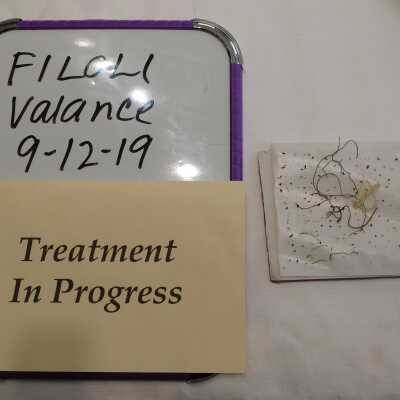 FILOLI
Valance
9-12-19
Treatment
In Progress